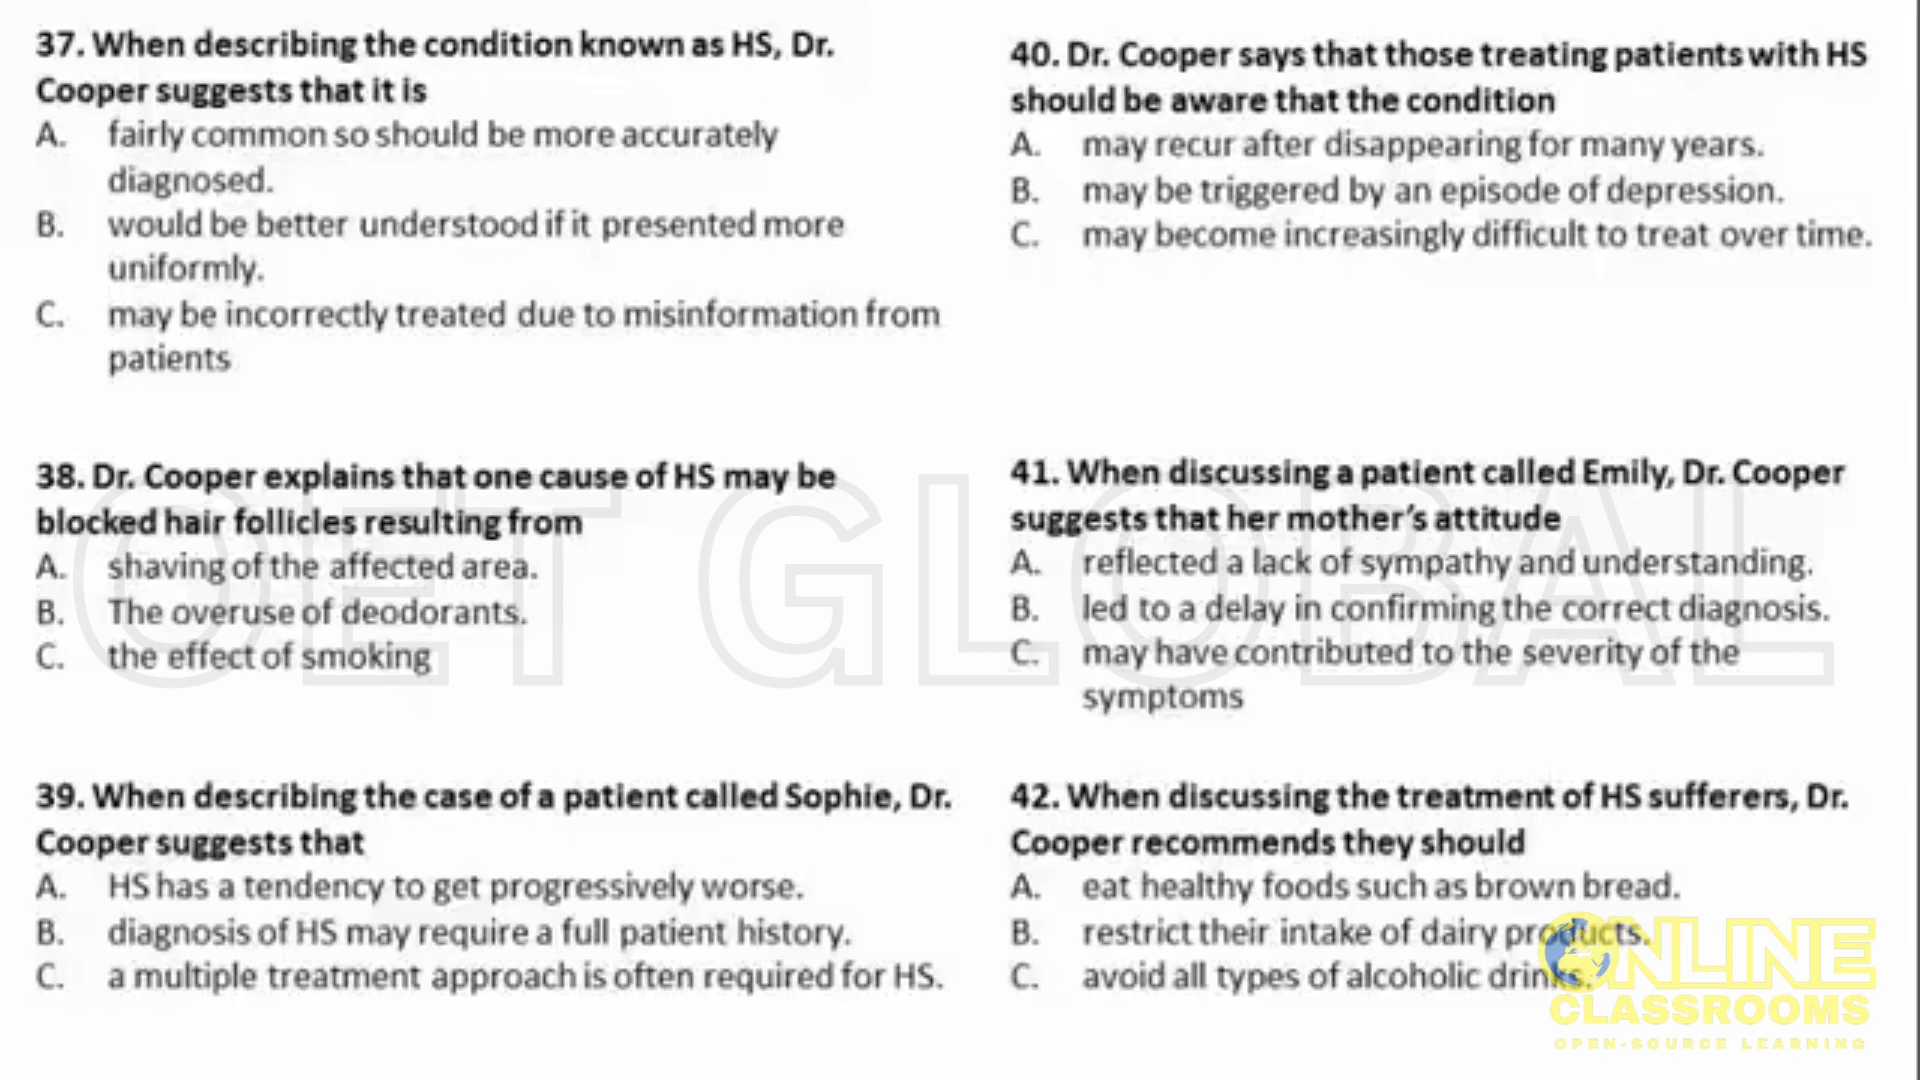 37. When describing the condition known as HS, Dr.
Cooper suggests that it is
A. fairly common so should be more accurately
diagnosed.
B. would be better understood if it presented more
uniformly.
C. may be incorrectly treated due to misinformation from
patients
38. Dr. Cooper explains that one cause of HS may be
blocked hair follicles resulting from
A. shaving of the affected area.
B. The overuse of deodorants.
C. the effect of smoking
39. When describing the case of a patient called Sophie, Dr.
Cooper suggests that
A. HS has a tendency to get progressively worse.
B. diagnosis of HS may require a full patient history.
C. a multiple treatment approach is often required for HS.
40. Dr. Cooper says that those treating patients with HS
should be aware that the condition
A. may recur after disappearing for many years.
B. may be triggered by an episode of depression.
C. may become increasingly difficult to treat over time.
41. When discussing a patient called Emily, Dr. Cooper
suggests that her mother's attitude
A. reflected a lack of sympathy and understanding.
B. led to a delay in confirming the correct diagnosis.
C. may have contributed to the severity of the
symptoms
42. When discussing the treatment of HS sufferers, Dr.
Cooper recommends they should
A. eat healthy foods such as brown bread.
B. restrict their intake of dairy products.
C. avoid all types of alcoholic drinks.
OET GLOBAL
ONLINE
CLASSROOMS
OPEN-SOURCE LEARNING